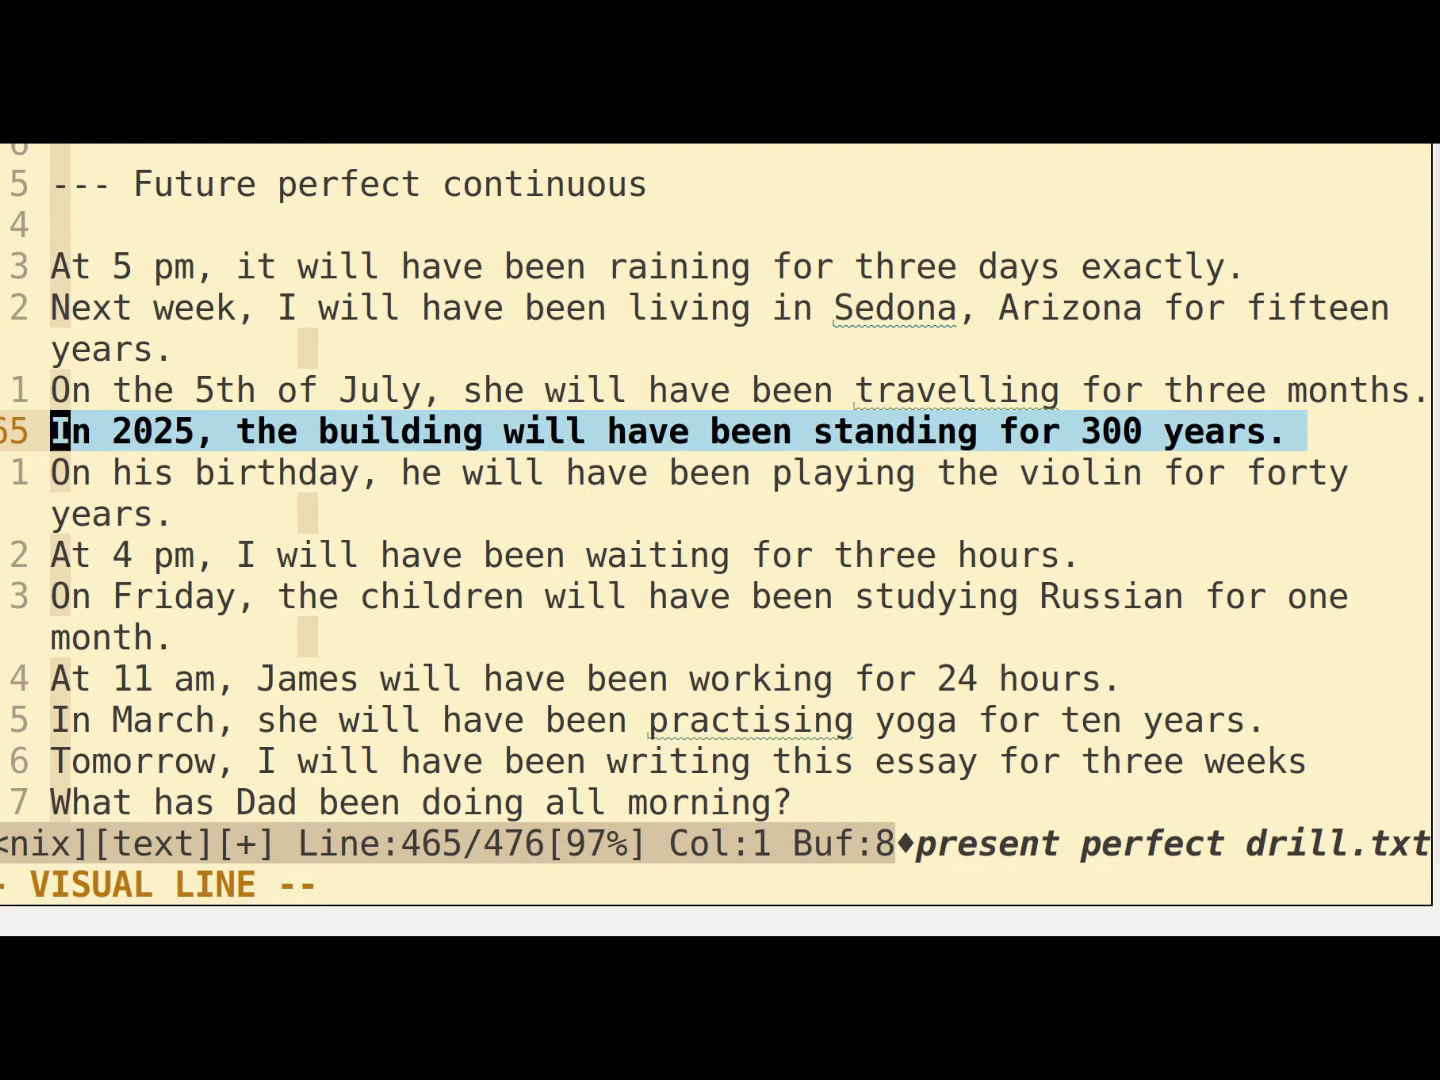 6
5 --- Future perfect continuous
4
3 At 5 pm, it will have been raining for three days exactly.
2 Next week, I will have been living in Sedona, Arizona for fifteen
years.
1 On the 5th of July, she will have been travelling for three months.
65 In 2025, the building will have been standing for 300 years.
1 On his birthday, he will have been playing the violin for forty
years.
2 At 4 pm, I will have been waiting for three hours.
3 On Friday, the children will have been studying Russian for one
month.
4 At 11 am, James will have been working for 24 hours.
5 In March, she will have been practising yoga for ten years.
6 Tomorrow, I will have been writing this essay for three weeks
7 What has Dad been doing all morning?
<nix][text][+] Line:465/476[97%] Col:1 Buf:8♦present perfect drill.txt
- VISUAL LINE --